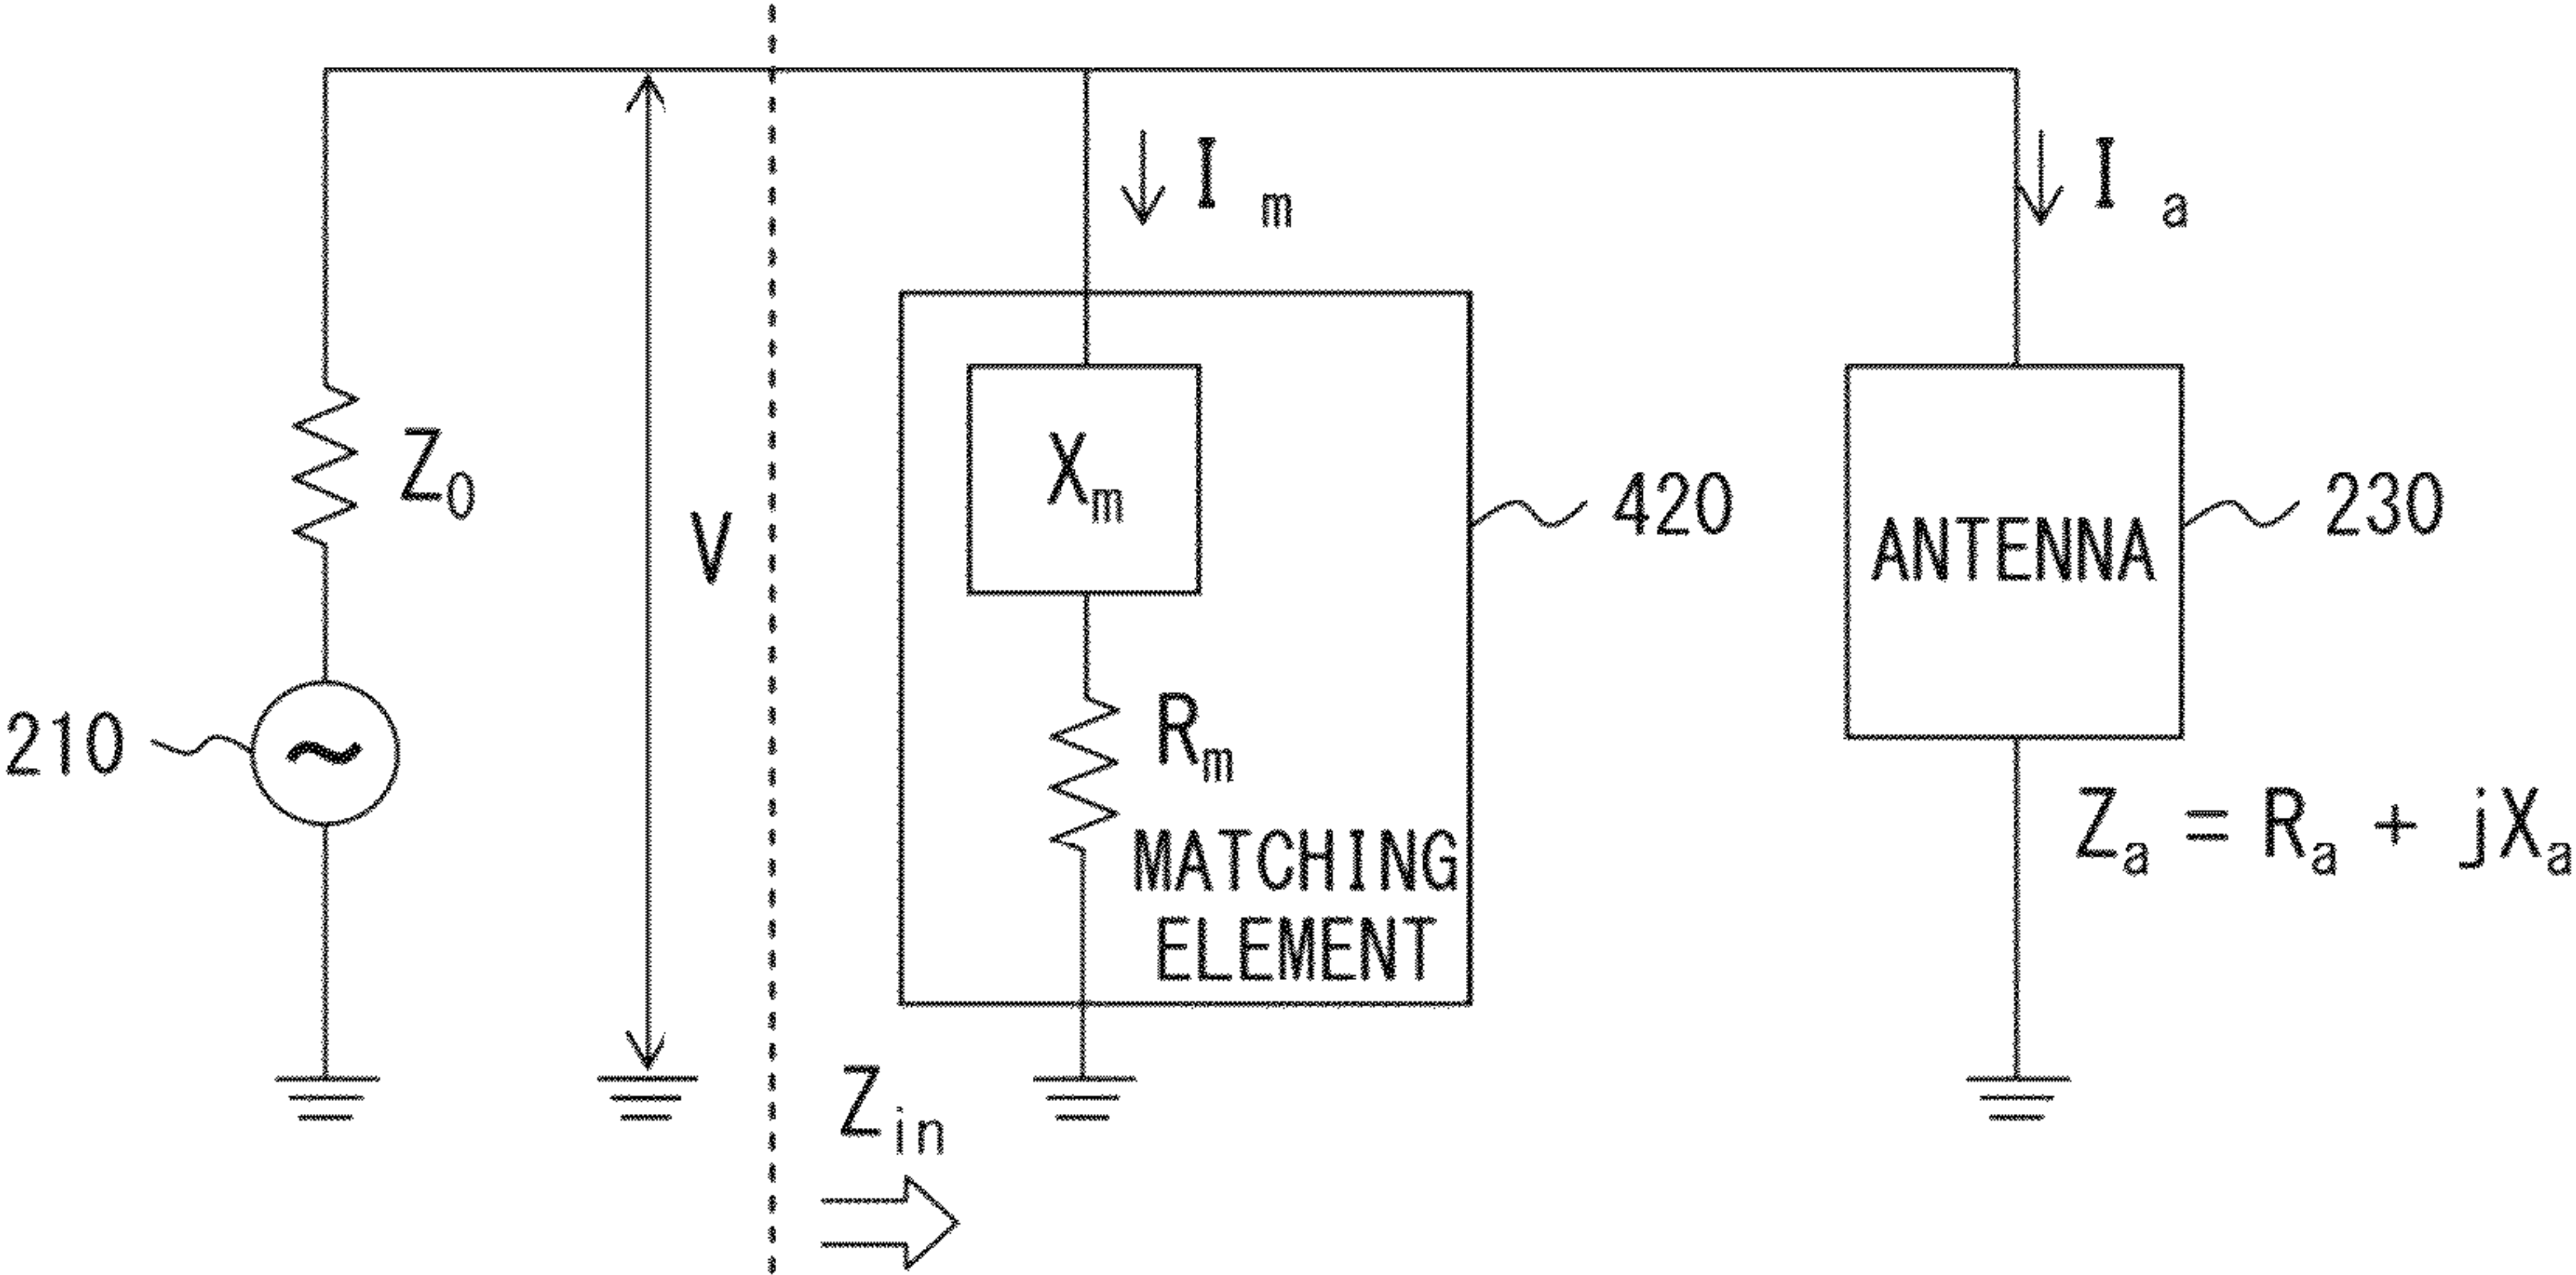 I m
I a
Z0
V
Xm
420
ANTENNA
230
210
~
Rm
MATCHING
ELEMENT
Za = Ra + jXa
Zin